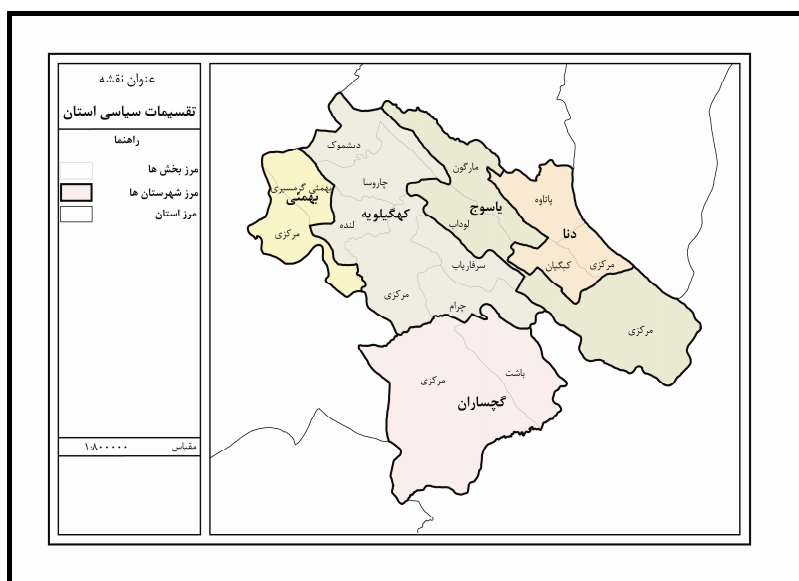 عنوان نقشه
تقسیمات سیاسی استان
راهنما
مرز بخش ها
مرز شهرستان ها
مرز استان
مقیاس ۱:۸۰۰۰۰۰
دیشموک
مارگون
چاروسا
بهمئی گرمسیری
بهمئی
پاتاوه
یاسوج
کهگیلویه
لنده
لوداب
دنا
مرکزی
سرفاریاب
کبگیان
مرکزی
مرکزی
چرام
مرکزی
باشت
مرکزی
گچساران